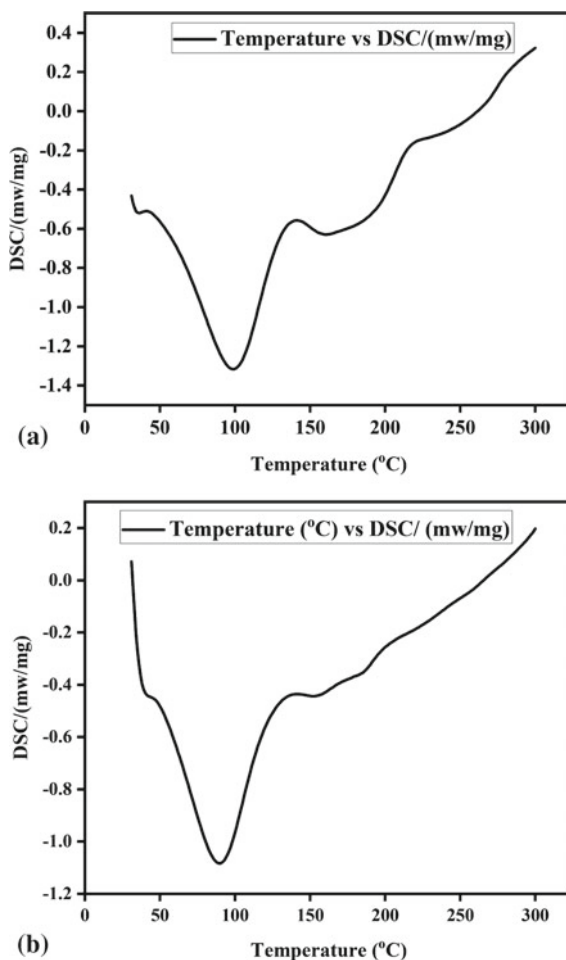 Temperature vs DSC/(mw/mg)
0.4
0.2
0.0
-0.2
-0.4
-0.6
-0.8
-1.0
-1.2
-1.4
DSC/(mw/mg)
0 50 100 150 200 250 300
(a)
Temperature (°C)
Temperature (°C) vs DSC/ (mw/mg)
0.2
0.0
-0.2
-0.4
-0.6
-0.8
-1.0
-1.2
DSC/(mw/mg)
0 50 100 150 200 250 300
(b)
Temperature (°C)